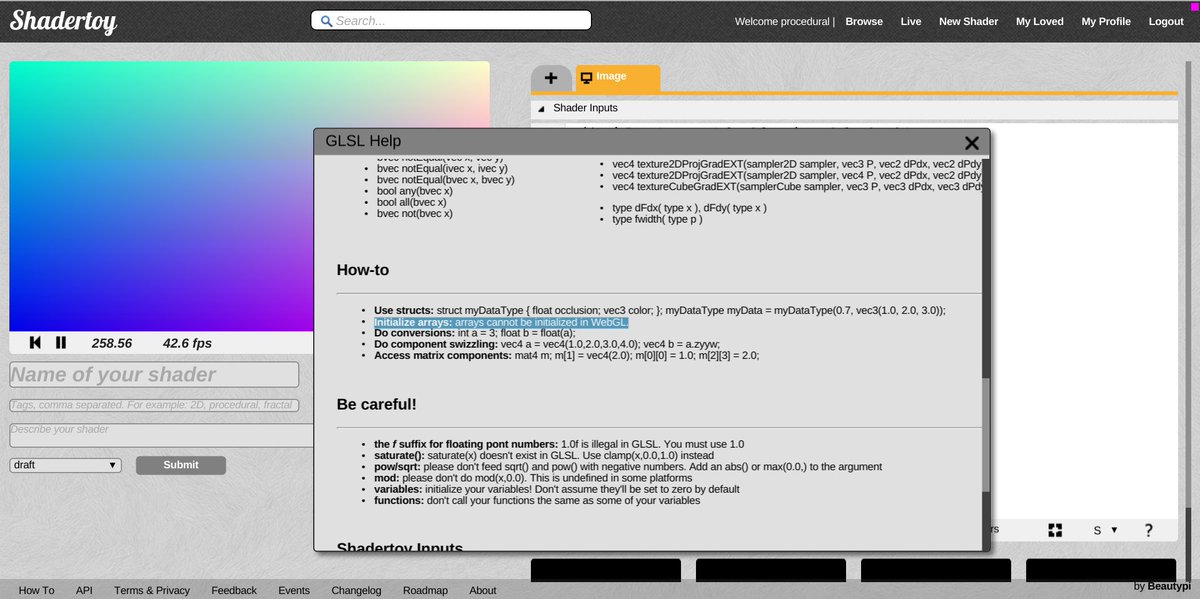 Shadertoy
Search...
Welcome procedural | Browse Live New Shader My Loved My Profile Logout
Image
Shader Inputs
GLSL Help
bvec notEqual(vec x, vec y)
bvec notEqual(ivec x, ivec y)
bvec notEqual(bvec x, bvec y)
bool any(bvec x)
bool all(bvec x)
bvec not(bvec x)
vec4 texture2DProjGradEXT(sampler2D sampler, vec3 P, vec2 dPdx, vec2 dPdy
vec4 texture2DProjGradEXT(sampler2D sampler, vec4 P, vec2 dPdx, vec2 dPdy
vec4 textureCubeGradEXT(samplerCube sampler, vec3 P, vec3 dPdx, vec3 dPdy
type dFdx( type x ), dFdy( type x )
type fwidth( type p )
How-to
Use structs: struct myDataType { float occlusion; vec3 color; }; myDataType myData = myDataType(0.7, vec3(1.0, 2.0, 3.0));
Initialize arrays: arrays cannot be initialized in WebGL.
Do conversions: int a = 3; float b = float(a);
Do component swizzling: vec4 a = vec4(1.0,2.0,3.0,4.0); vec4 b = a.zyyw;
Access matrix components: mat4 m; m[1] = vec4(2.0); m[0][0] = 1.0; m[2][3] = 2.0;
Be careful!
the f suffix for floating pont numbers: 1.0f is illegal in GLSL. You must use 1.0
saturate(): saturate(x) doesn't exist in GLSL. Use clamp(x,0.0,1.0) instead
pow/sqrt: please don't feed sqrt() and pow() with negative numbers. Add an abs() or max(0.0,) to the argument
mod: please don't do mod(x,0.0). This is undefined in some platforms
variables: initialize your variables! Don't assume they'll be set to zero by default
functions: don't call your functions the same as some of your variables
Shadertoy Inputs
258.56 42.6 fps
Name of your shader
Tags, comma separated. For example: 2D, procedural, fractal
Describe your shader
draft
Submit
rs
S
?
How To API Terms & Privacy Feedback Events Changelog Roadmap About
by Beautypi